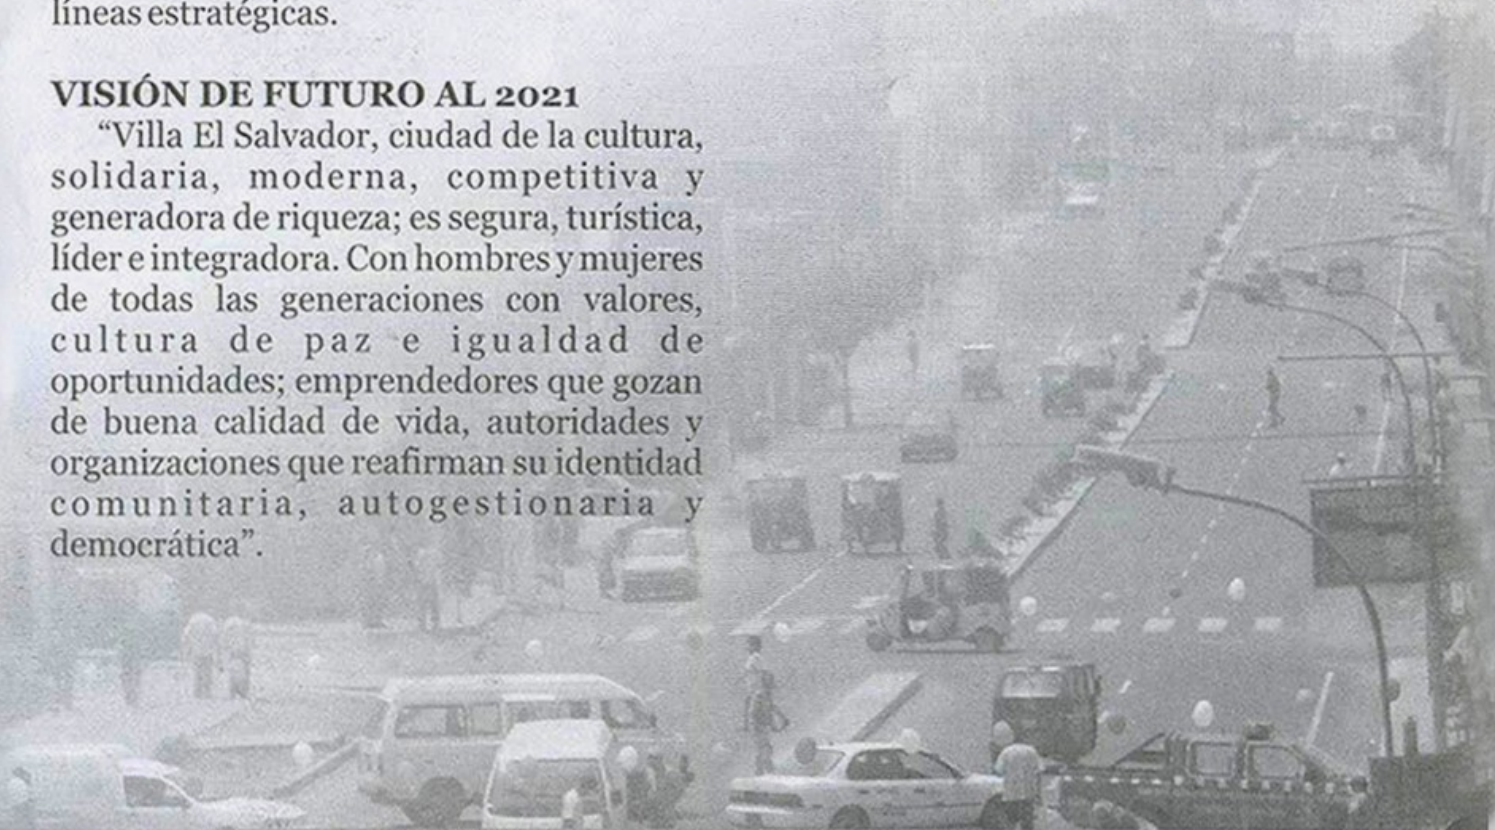 líneas estratégicas.
VISIÓN DE FUTURO AL 2021
“Villa El Salvador, ciudad de la cultura,
solidaria, moderna, competitiva y
generadora de riqueza; es segura, turística,
líder e integradora. Con hombres y mujeres
de todas las generaciones con valores,
cultura de paz e igualdad de
oportunidades; emprendedores que gozan
de buena calidad de vida, autoridades y
organizaciones que reafirman su identidad
comunitaria, autogestionaria y
democrática”.